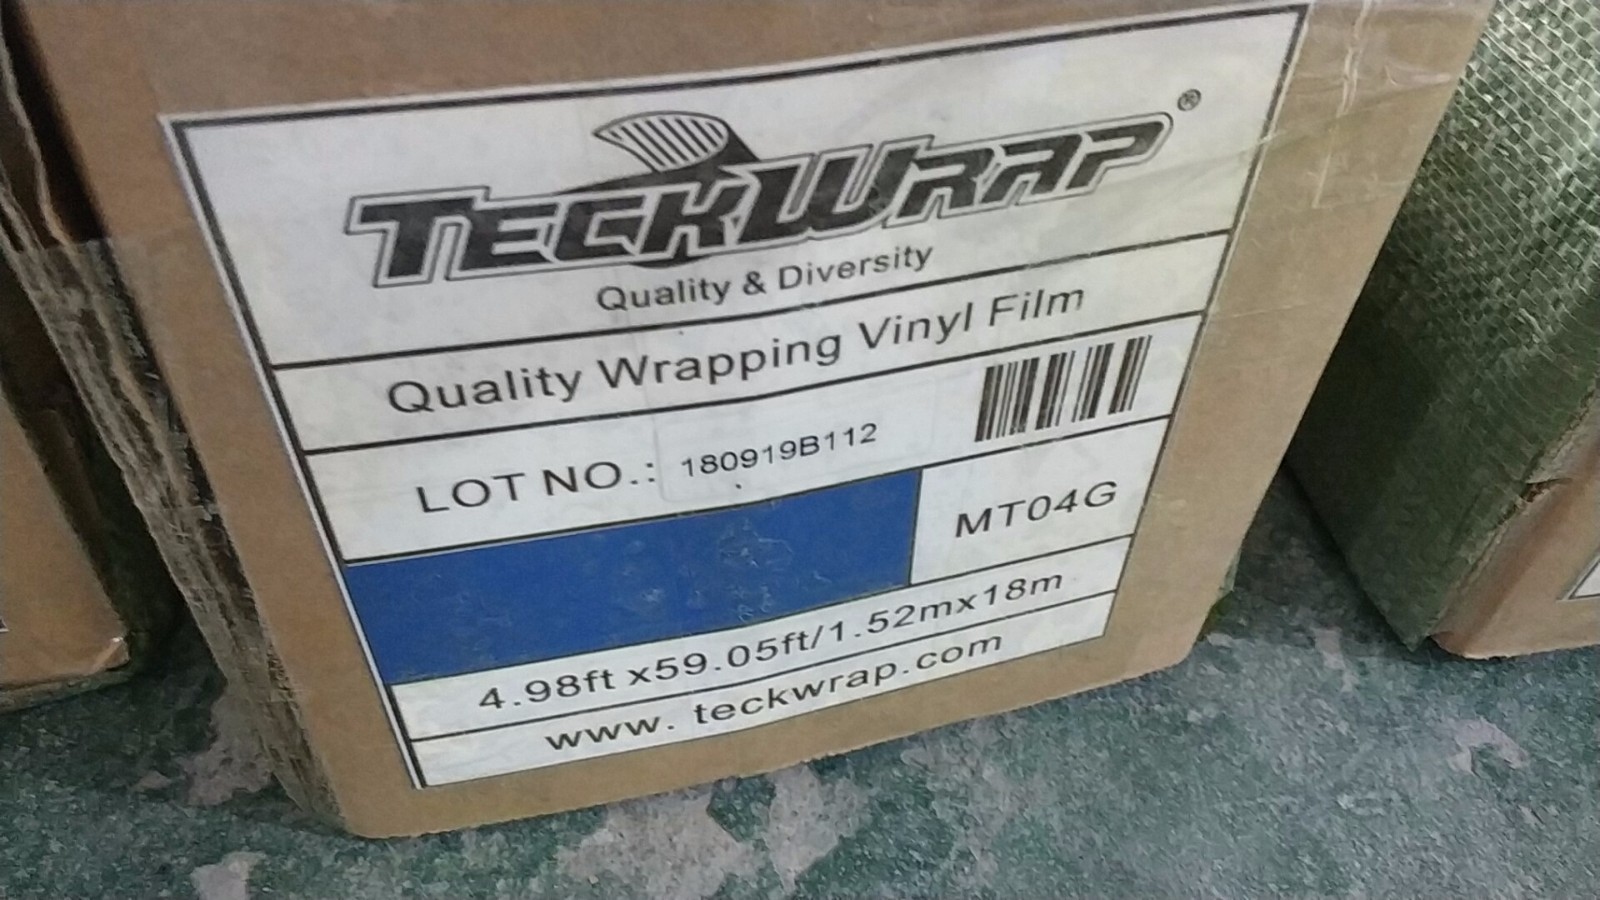 TECKWRAP®
Quality & Diversity
Quality Wrapping Vinyl Film
LOT NO.: 180919B112
MT04G
4.98ft x59.05ft/1.52mx18m
www. teckwrap.com